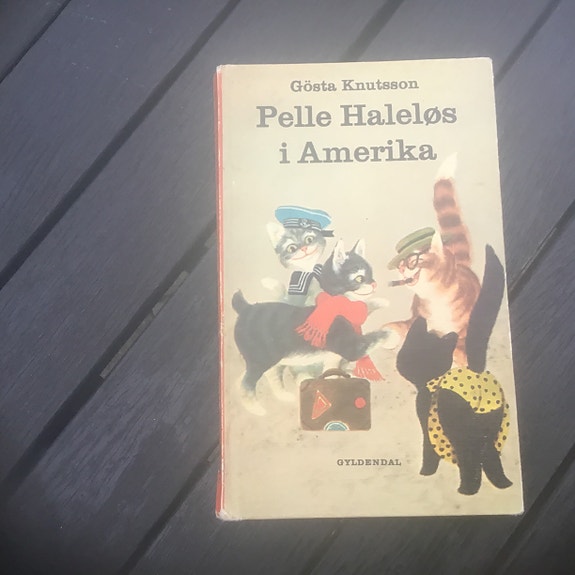 Gösta Knutsson
Pelle Haleløs
i Amerika
GYLDENDAL